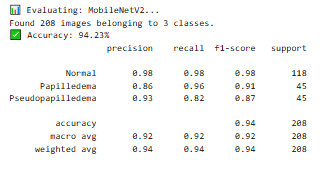 📊 Evaluating: MobileNetV2...
Found 208 images belonging to 3 classes.
✅ Accuracy: 94.23%
precision recall f1-score support
Normal 0.98 0.98 0.98 118
Papilledema 0.86 0.96 0.91 45
Pseudopapilledema 0.93 0.82 0.87 45
accuracy 0.94 208
macro avg 0.92 0.92 0.92 208
weighted avg 0.94 0.94 0.94 208